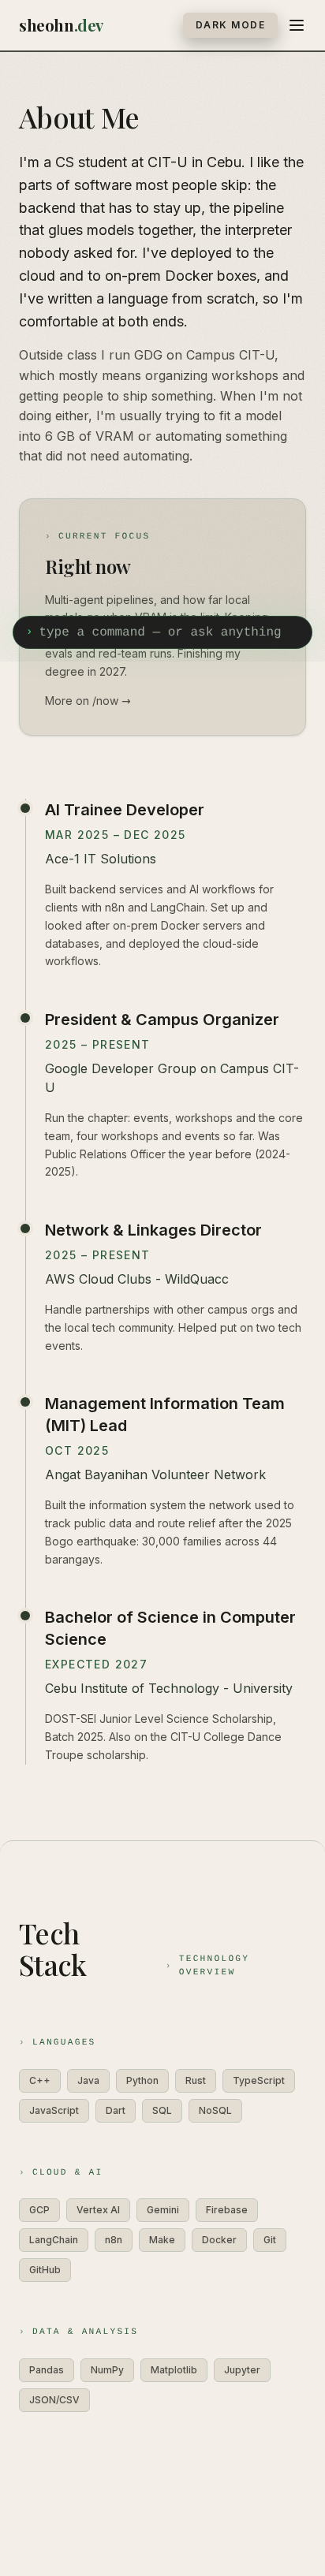 sheohn.dev
DARK MODE
About Me
I'm a CS student at CIT-U in Cebu. I like the
parts of software most people skip: the
backend that has to stay up, the pipeline
that glues models together, the interpreter
nobody asked for. I've deployed to the
cloud and to on-prem Docker boxes, and
I've written a language from scratch, so I'm
comfortable at both ends.
Outside class I run GDG on Campus CIT-U,
which mostly means organizing workshops and
getting people to ship something. When I'm not
doing either, I'm usually trying to fit a model
into 6 GB of VRAM or automating something
that did not need automating.
› CURRENT FOCUS
Right now
Multi-agent pipelines, and how far local
› type a command — or ask anything
evals and red-team runs. Finishing my
degree in 2027.
More on /now →
AI Trainee Developer
MAR 2025 – DEC 2025
Ace-1 IT Solutions
Built backend services and AI workflows for
clients with n8n and LangChain. Set up and
looked after on-prem Docker servers and
databases, and deployed the cloud-side
workflows.
President & Campus Organizer
2025 – PRESENT
Google Developer Group on Campus CIT-
U
Run the chapter: events, workshops and the core
team, four workshops and events so far. Was
Public Relations Officer the year before (2024-
2025).
Network & Linkages Director
2025 – PRESENT
AWS Cloud Clubs - WildQuacc
Handle partnerships with other campus orgs and
the local tech community. Helped put on two tech
events.
Management Information Team
(MIT) Lead
OCT 2025
Angat Bayanihan Volunteer Network
Built the information system the network used to
track public data and route relief after the 2025
Bogo earthquake: 30,000 families across 44
barangays.
Bachelor of Science in Computer
Science
EXPECTED 2027
Cebu Institute of Technology - University
DOST-SEI Junior Level Science Scholarship,
Batch 2025. Also on the CIT-U College Dance
Troupe scholarship.
Tech
Stack
› TECHNOLOGY
OVERVIEW
› LANGUAGES
C++ Java Python Rust TypeScript
JavaScript Dart SQL NoSQL
› CLOUD & AI
GCP Vertex AI Gemini Firebase
LangChain n8n Make Docker Git
GitHub
› DATA & ANALYSIS
Pandas NumPy Matplotlib Jupyter
JSON/CSV